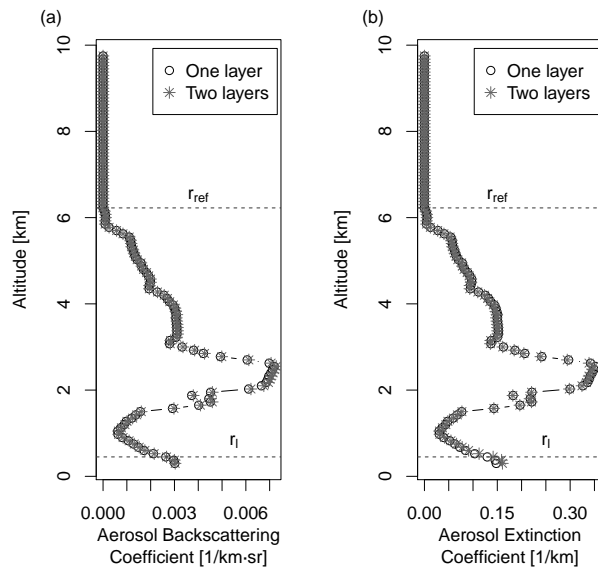 (a)
One layer
Two layers
r_ref
r_l
Altitude [km]
0
2
4
6
8
10
0.000
0.003
0.006
Aerosol Backscattering
Coefficient [1/km·sr]
(b)
One layer
Two layers
r_ref
r_l
Altitude [km]
0
2
4
6
8
10
0.00
0.15
0.30
Aerosol Extinction
Coefficient [1/km]